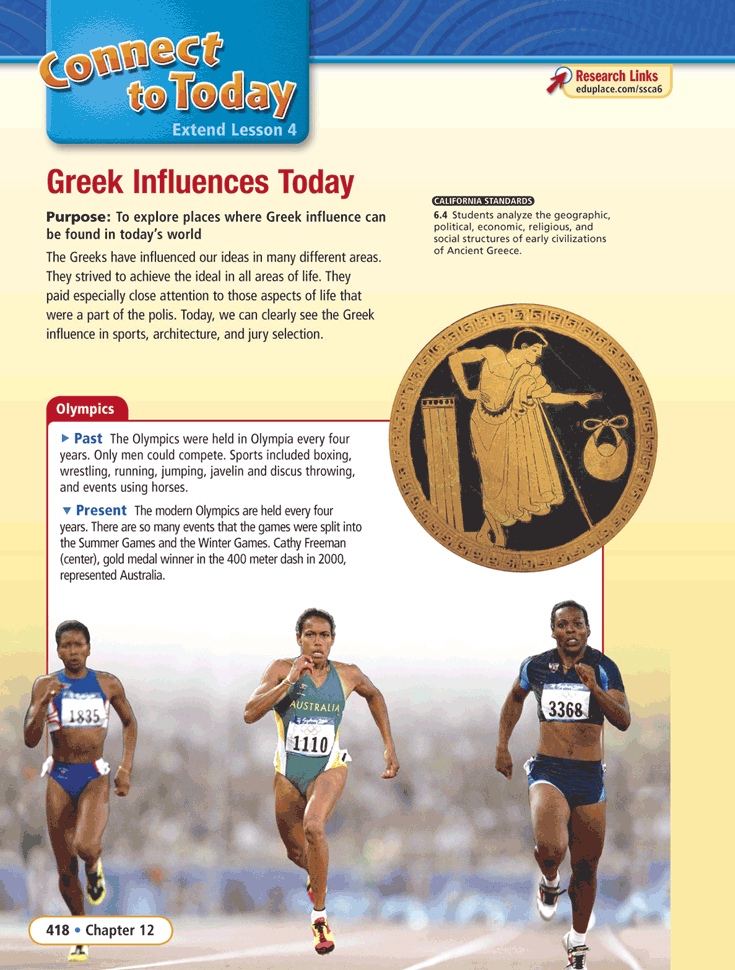 Connect
to Today
Extend Lesson 4
Research Links
eduplace.com/ssca6
Greek Influences Today
Purpose: To explore places where Greek influence can
be found in today's world
The Greeks have influenced our ideas in many different areas.
They strived to achieve the ideal in all areas of life. They
paid especially close attention to those aspects of life that
were a part of the polis. Today, we can clearly see the Greek
influence in sports, architecture, and jury selection.
CALIFORNIA STANDARDS
6.4 Students analyze the geographic,
political, economic, religious, and
social structures of early civilizations
of Ancient Greece.
Olympics
▶ Past The Olympics were held in Olympia every four
years. Only men could compete. Sports included boxing,
wrestling, running, jumping, javelin and discus throwing,
and events using horses.
▼ Present The modern Olympics are held every four
years. There are so many events that the games were split into
the Summer Games and the Winter Games. Cathy Freeman
(center), gold medal winner in the 400 meter dash in 2000,
represented Australia.
1835
AUSTRALIA
1110
3368
418 • Chapter 12